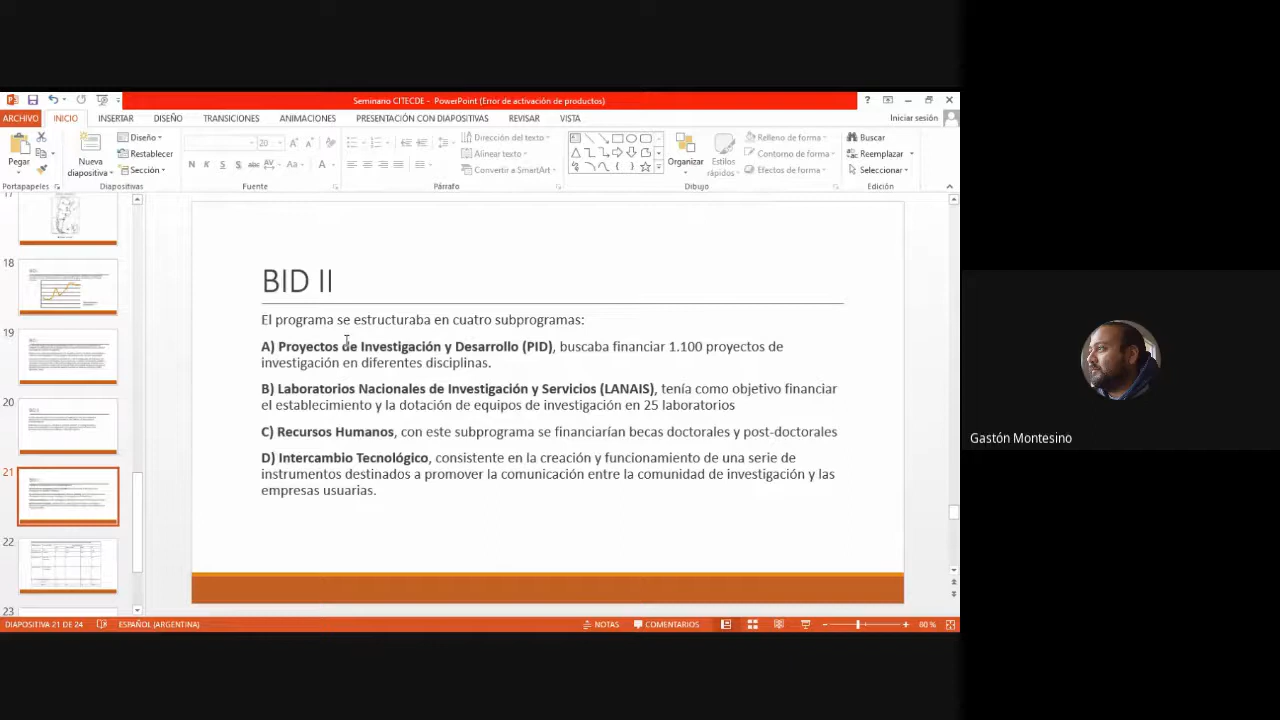 Seminario CITECDE - PowerPoint (Error de activación de productos)
ARCHIVO INICIO INSERTAR DISEÑO TRANSICIONES ANIMACIONES PRESENTACIÓN CON DIAPOSITIVAS REVISAR VISTA Iniciar sesión
Pegar
Nueva
diapositiva
Diseño
Restablecer
Sección
20
N K S abc AV Aa A
Dirección del texto
Alinear texto
Convertir a SmartArt
Organizar
Estilos
rápidos
Relleno de forma
Contorno de forma
Efectos de forma
Buscar
Reemplazar
Seleccionar
Portapapeles Diapositivas Fuente Párrafo Dibujo Edición
17
18
19
20
21
22
23
BID II
El programa se estructuraba en cuatro subprogramas:
A) Proyectos de Investigación y Desarrollo (PID), buscaba financiar 1.100 proyectos de
investigación en diferentes disciplinas.
B) Laboratorios Nacionales de Investigación y Servicios (LANAIS), tenía como objetivo financiar
el establecimiento y la dotación de equipos de investigación en 25 laboratorios
C) Recursos Humanos, con este subprograma se financiarían becas doctorales y post-doctorales
D) Intercambio Tecnológico, consistente en la creación y funcionamiento de una serie de
instrumentos destinados a promover la comunicación entre la comunidad de investigación y las
empresas usuarias.
Gastón Montesino
DIAPOSITIVA 21 DE 24 ESPAÑOL (ARGENTINA) NOTAS COMENTARIOS 80 %